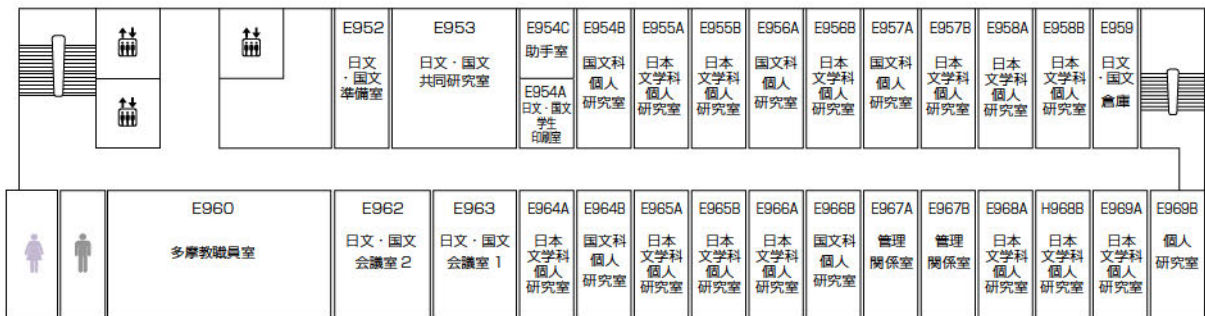 E952
日文
・国文
準備室
E953
日文・国文
共同研究室
E954C
助手室
E954A
日文・国文
学生
印刷室
E954B
国文科
個人
研究室
E955A
日本
文学科
個人
研究室
E955B
日本
文学科
個人
研究室
E956A
国文科
個人
研究室
E956B
日本
文学科
個人
研究室
E957A
国文科
個人
研究室
E957B
日本
文学科
個人
研究室
E958A
日本
文学科
個人
研究室
E958B
日本
文学科
個人
研究室
E959
日文
・国文
倉庫
E960
多摩教職員室
E962
日文・国文
会議室 2
E963
日文・国文
会議室 1
E964A
日本
文学科
個人
研究室
E964B
国文科
個人
研究室
E965A
日本
文学科
個人
研究室
E965B
日本
文学科
個人
研究室
E966A
日本
文学科
個人
研究室
E966B
国文科
個人
研究室
E967A
管理
関係室
E967B
管理
関係室
E968A
日本
文学科
個人
研究室
H968B
日本
文学科
個人
研究室
E969A
日本
文学科
個人
研究室
E969B
個人
研究室